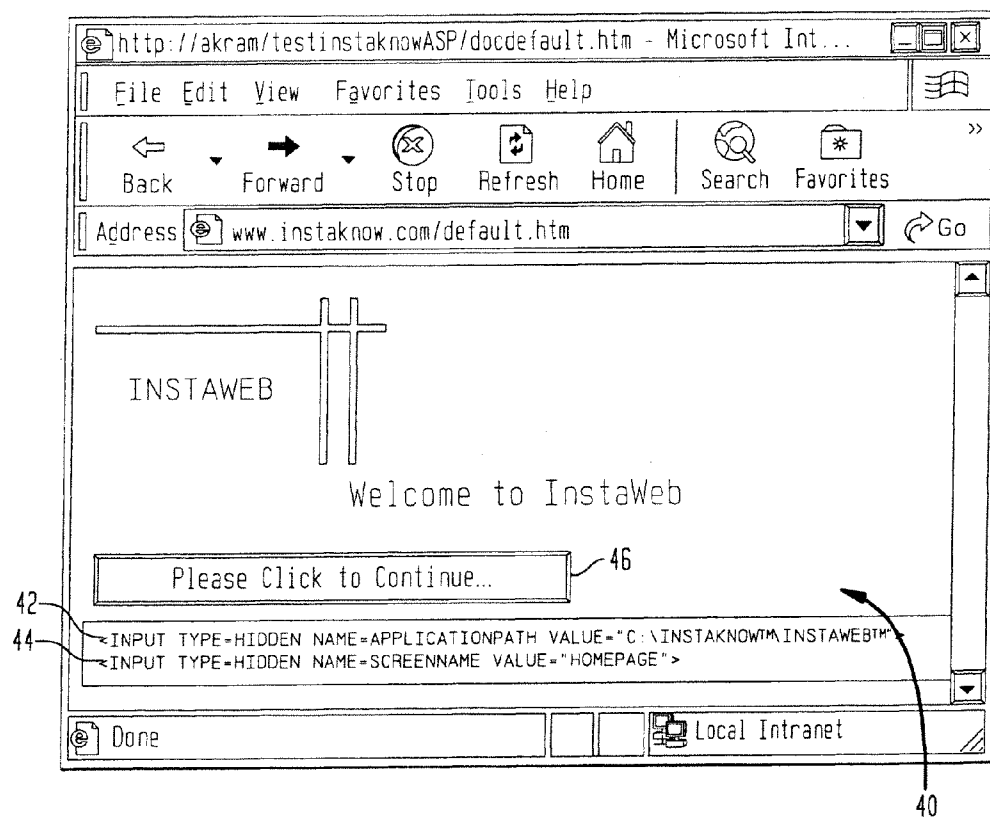 http://akram/testinstaknowASP/docdefault.htm - Microsoft Int...
File Edit View Favorites Tools Help
Back Forward Stop Refresh Home Search Favorites »
Address www.instaknow.com/default.htm Go
INSTAWEB
Welcome to InstaWeb
Please Click to Continue...
46
42
<INPUT TYPE=HIDDEN NAME=APPLICATIONPATH VALUE="C:\INSTAKNOW™\INSTAWEB™">
44
<INPUT TYPE=HIDDEN NAME=SCREENNAME VALUE="HOMEPAGE">
Done Local Intranet
40